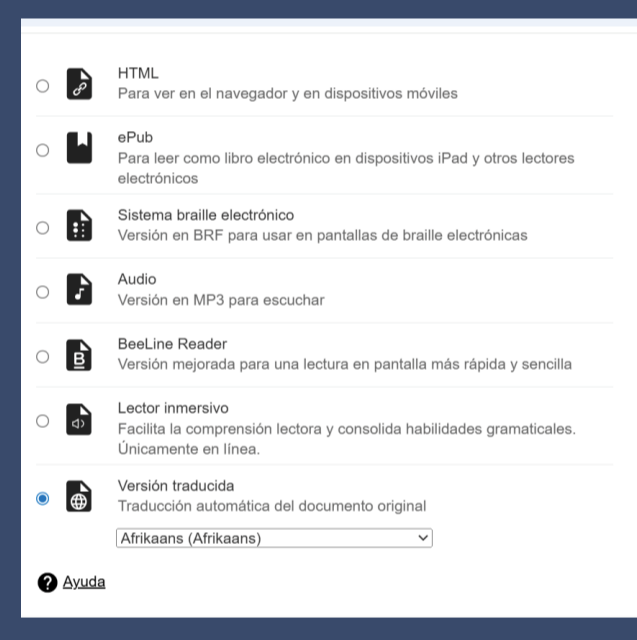 HTML
Para ver en el navegador y en dispositivos móviles
ePub
Para leer como libro electrónico en dispositivos iPad y otros lectores
electrónicos
Sistema braille electrónico
Versión en BRF para usar en pantallas de braille electrónicas
Audio
Versión en MP3 para escuchar
B
BeeLine Reader
Versión mejorada para una lectura en pantalla más rápida y sencilla
Lector inmersivo
Facilita la comprensión lectora y consolida habilidades gramaticales.
Únicamente en línea.
Versión traducida
Traducción automática del documento original
Afrikaans (Afrikaans)
? Ayuda